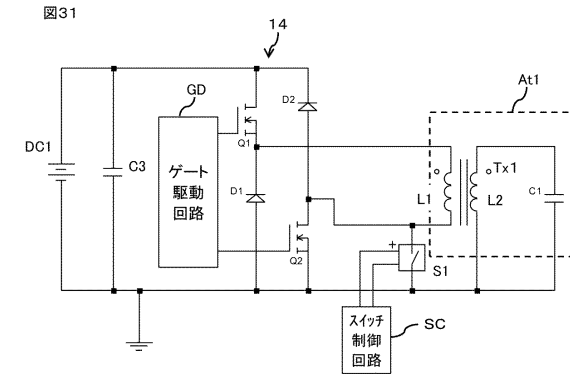 図31
14
At1
GD
D2
DC1
C3
Q1
ゲート
駆動
回路
D1
L1
Tx1
L2
C1
Q2
+
S1
スイッチ
制御
回路
SC